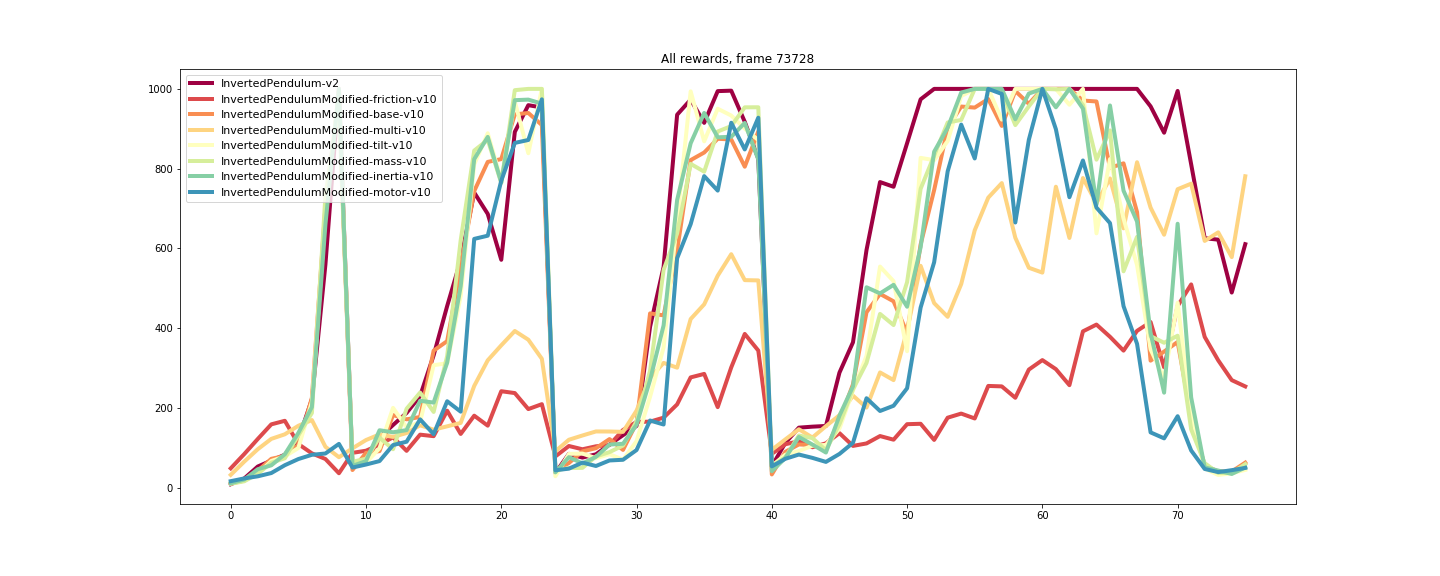 All rewards, frame 73728
InvertedPendulum-v2
InvertedPendulumModified-friction-v10
InvertedPendulumModified-base-v10
InvertedPendulumModified-multi-v10
InvertedPendulumModified-tilt-v10
InvertedPendulumModified-mass-v10
InvertedPendulumModified-inertia-v10
InvertedPendulumModified-motor-v10
1000
800
600
400
200
0
0 10 20 30 40 50 60 70